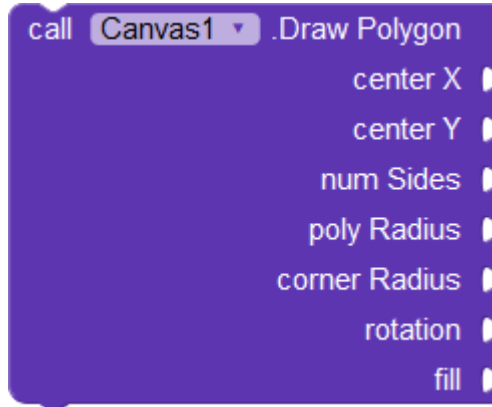 call Canvas1 .Draw Polygon
center X
center Y
num Sides
poly Radius
corner Radius
rotation
fill